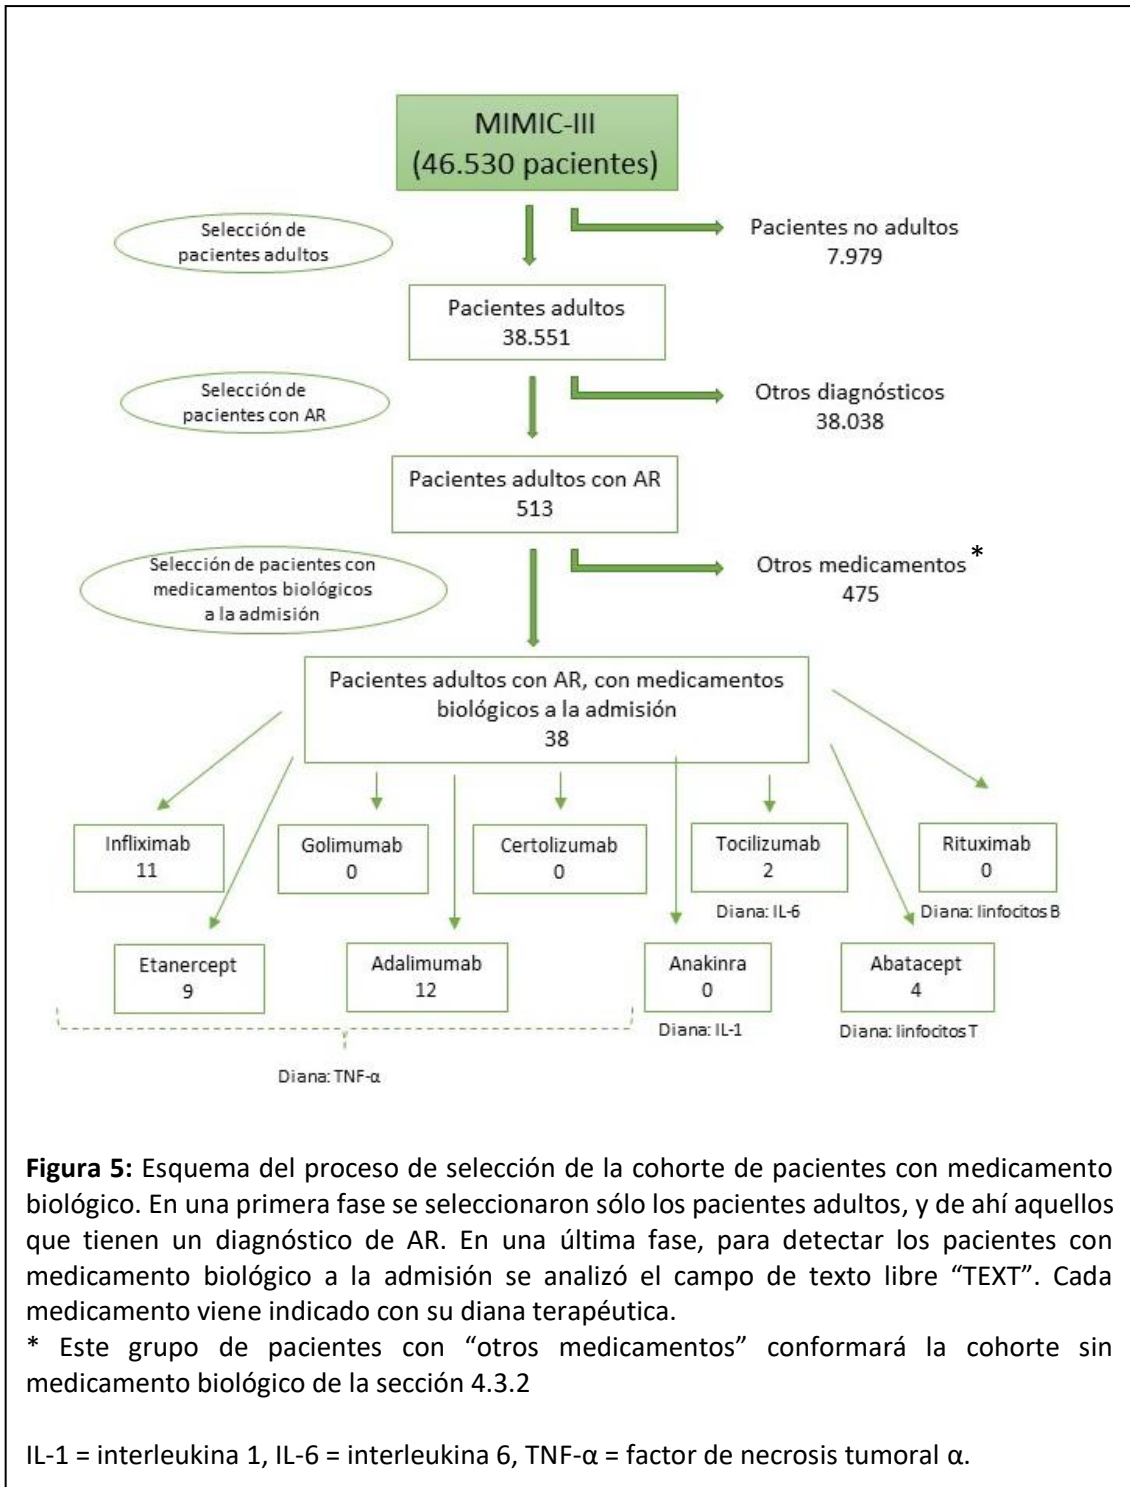 MIMIC-III
(46.530 pacientes)
Selección de
pacientes adultos
Pacientes no adultos
7.979
Pacientes adultos
38.551
Selección de
pacientes con AR
Otros diagnósticos
38.038
Pacientes adultos con AR
513
Selección de pacientes con
medicamentos biológicos
a la admisión
Otros medicamentos *
475
Pacientes adultos con AR, con medicamentos
biológicos a la admisión
38
Infliximab
11
Golimumab
0
Certolizumab
0
Tocilizumab
2
Diana: IL-6
Rituximab
0
Diana: linfocitos B
Etanercept
9
Adalimumab
12
Diana: TNF-α
Anakinra
0
Diana: IL-1
Abatacept
4
Diana: linfocitos T
Figura 5: Esquema del proceso de selección de la cohorte de pacientes con medicamento
biológico. En una primera fase se seleccionaron sólo los pacientes adultos, y de ahí aquellos
que tienen un diagnóstico de AR. En una última fase, para detectar los pacientes con
medicamento biológico a la admisión se analizó el campo de texto libre “TEXT”. Cada
medicamento viene indicado con su diana terapéutica.
* Este grupo de pacientes con “otros medicamentos” conformará la cohorte sin
medicamento biológico de la sección 4.3.2
IL-1 = interleukina 1, IL-6 = interleukina 6, TNF-α = factor de necrosis tumoral α.